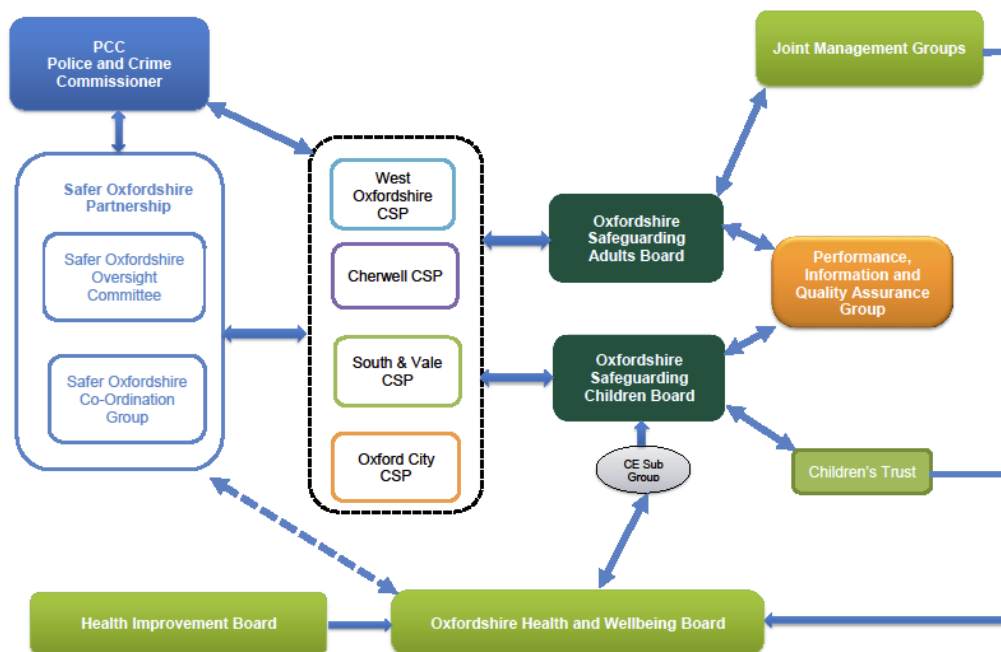 PCC
Police and Crime
Commissioner
Joint Management Groups
Safer Oxfordshire
Partnership
Safer Oxfordshire
Oversight
Committee
Safer Oxfordshire
Co-Ordination
Group
West
Oxfordshire
CSP
Cherwell CSP
South & Vale
CSP
Oxford City
CSP
Oxfordshire
Safeguarding
Adults Board
Performance,
Information and
Quality Assurance
Group
Oxfordshire
Safeguarding
Children Board
CE Sub
Group
Children's Trust
Health Improvement Board
Oxfordshire Health and Wellbeing Board